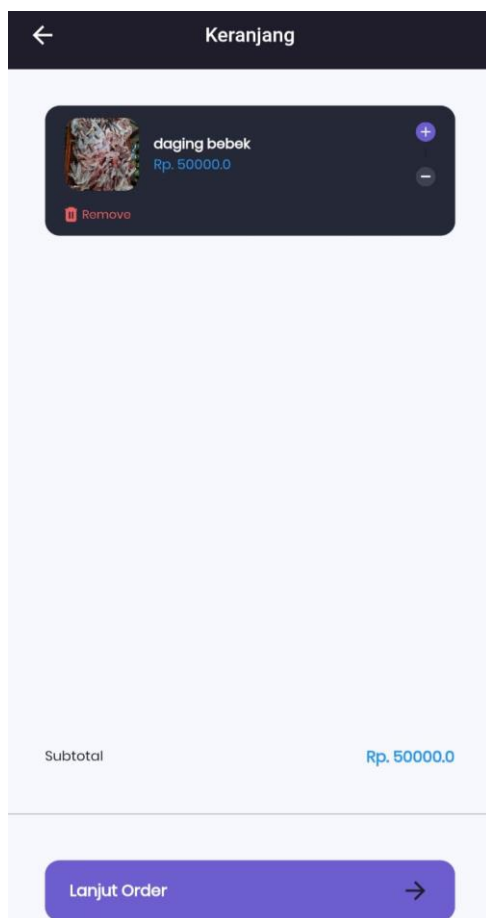 Keranjang
daging bebek
Rp. 50000.0
Remove
Subtotal
Rp. 50000.0
Lanjut Order